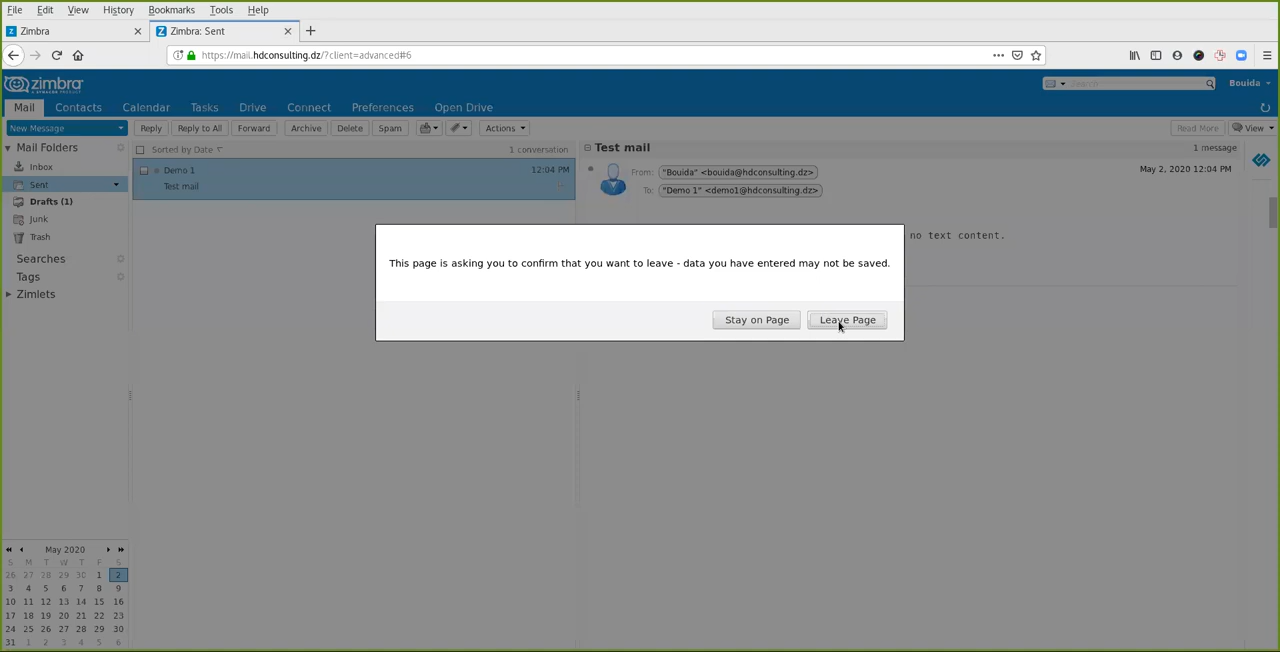 File Edit View History Bookmarks Tools Help
Zimbra
Zimbra: Sent
https://mail.hdconsulting.dz/?client=advanced#6
zimbra
A SYNACOR PRODUCT
Search
Bouida
Mail Contacts Calendar Tasks Drive Connect Preferences Open Drive
New Message
Reply Reply to All Forward Archive Delete Spam Actions Read More View
Mail Folders
Inbox
Sent
Drafts (1)
Junk
Trash
Searches
Tags
Zimlets
Sorted by Date 1 conversation
Demo 1 12:04 PM
Test mail
Test mail 1 message
From: "Bouida" <bouida@hdconsulting.dz> May 2, 2020 12:04 PM
To: "Demo 1" <demo1@hdconsulting.dz>
no text content.
This page is asking you to confirm that you want to leave - data you have entered may not be saved.
Stay on Page Leave Page
May 2020
S M T W T F S
26 27 28 29 30 1 2
3 4 5 6 7 8 9
10 11 12 13 14 15 16
17 18 19 20 21 22 23
24 25 26 27 28 29 30
31 1 2 3 4 5 6